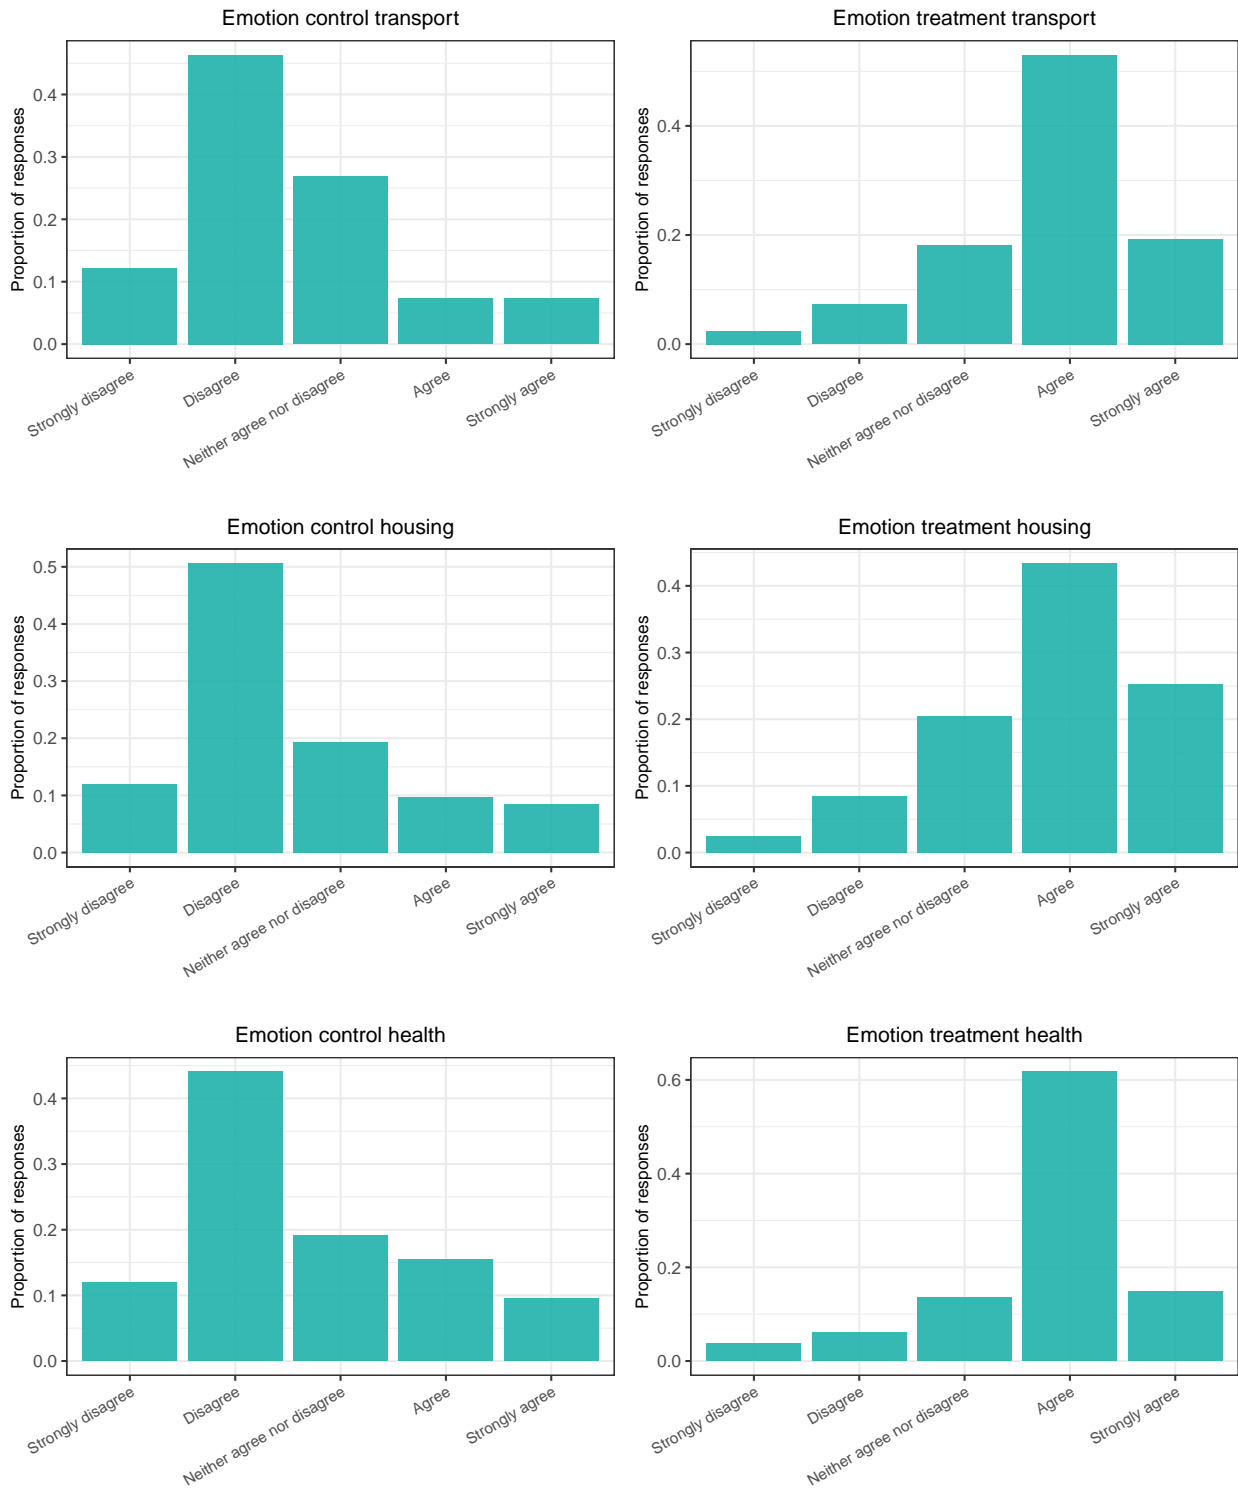 Emotion control transport
Proportion of responses
0.4
0.3
0.2
0.1
0.0
Strongly disagree
Disagree
Neither agree nor disagree
Agree
Strongly agree
Emotion treatment transport
Proportion of responses
0.4
0.2
0.0
Strongly disagree
Disagree
Neither agree nor disagree
Agree
Strongly agree
Emotion control housing
Proportion of responses
0.5
0.4
0.3
0.2
0.1
0.0
Strongly disagree
Disagree
Neither agree nor disagree
Agree
Strongly agree
Emotion treatment housing
Proportion of responses
0.4
0.3
0.2
0.1
0.0
Strongly disagree
Disagree
Neither agree nor disagree
Agree
Strongly agree
Emotion control health
Proportion of responses
0.4
0.3
0.2
0.1
0.0
Strongly disagree
Disagree
Neither agree nor disagree
Agree
Strongly agree
Emotion treatment health
Proportion of responses
0.6
0.4
0.2
0.0
Strongly disagree
Disagree
Neither agree nor disagree
Agree
Strongly agree